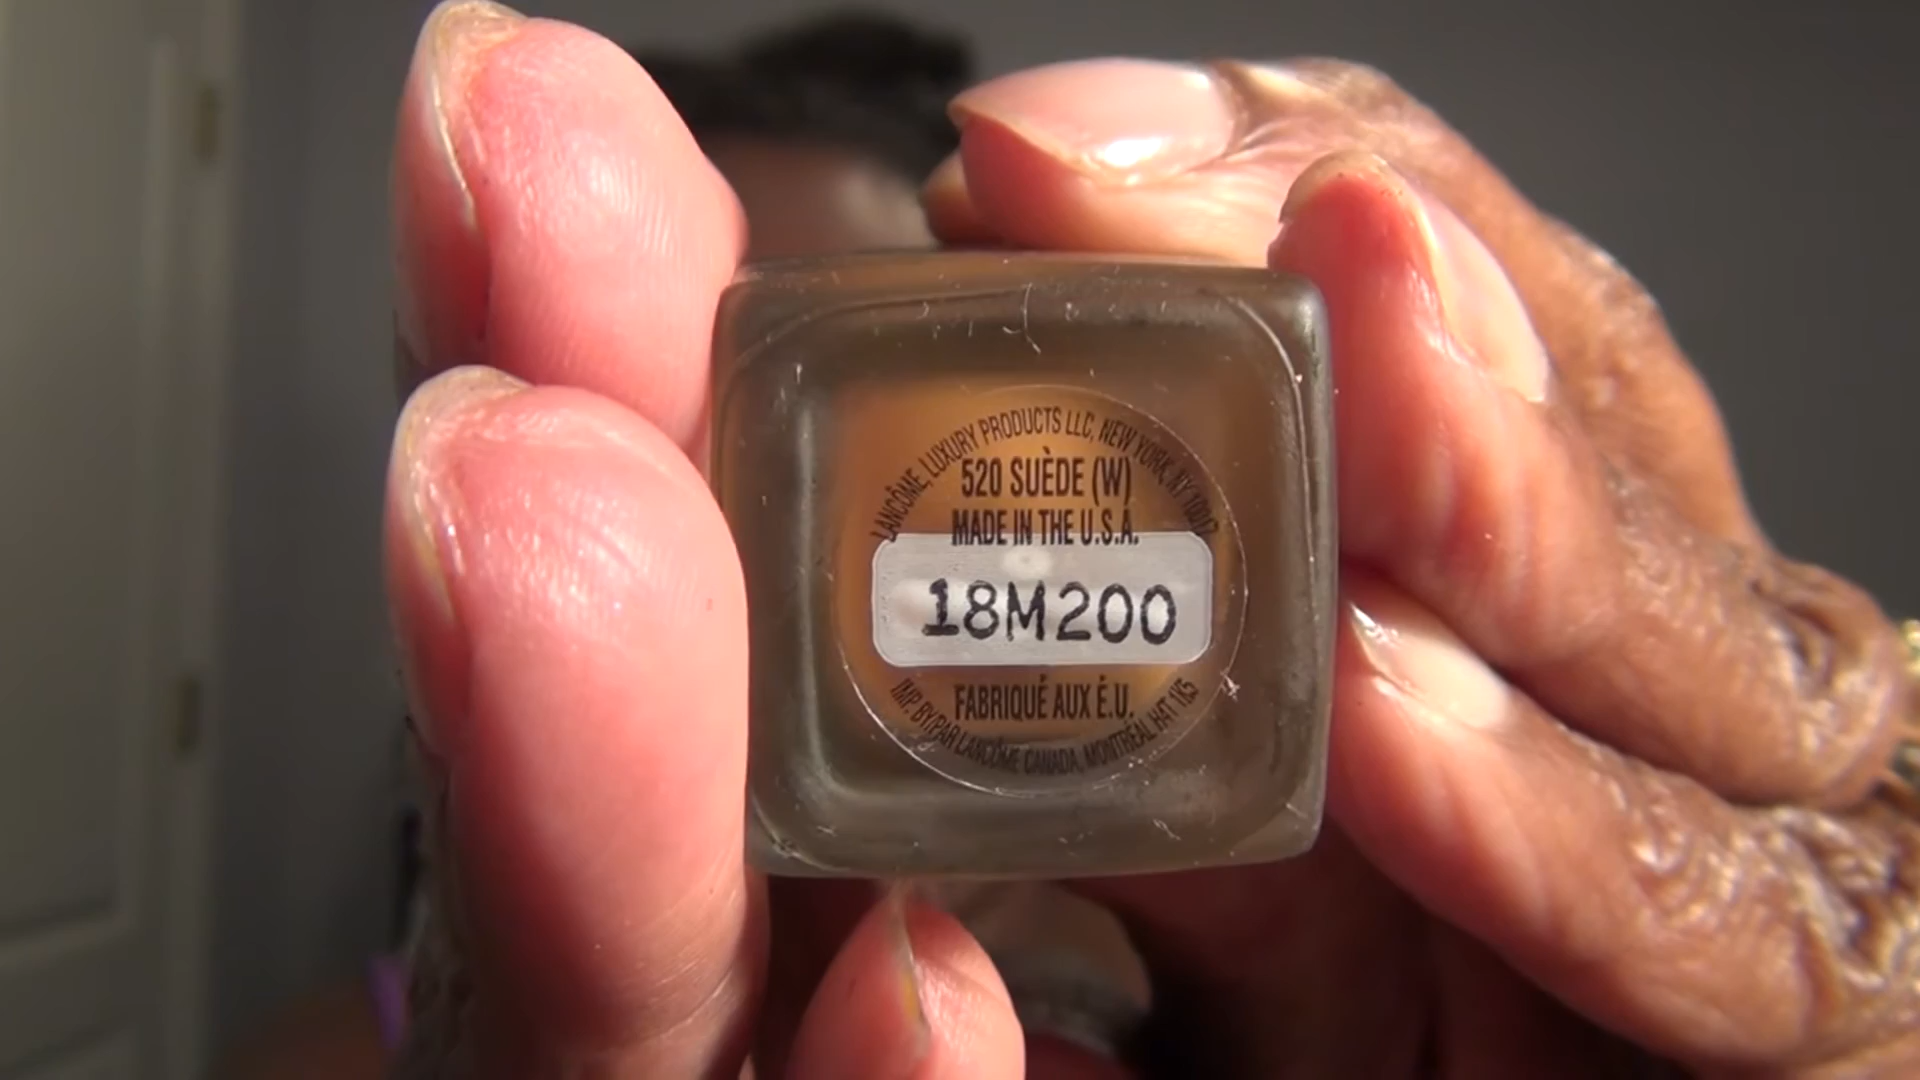 LANCÔME, LUXURY PRODUCTS LLC, NEW YORK, NY 10017
520 SUÈDE (W)
MADE IN THE U.S.A.
18M200
FABRIQUÉ AUX É.U.
IMP. BY/PAR LANCÔME CANADA, MONTRÉAL H4T 1K5